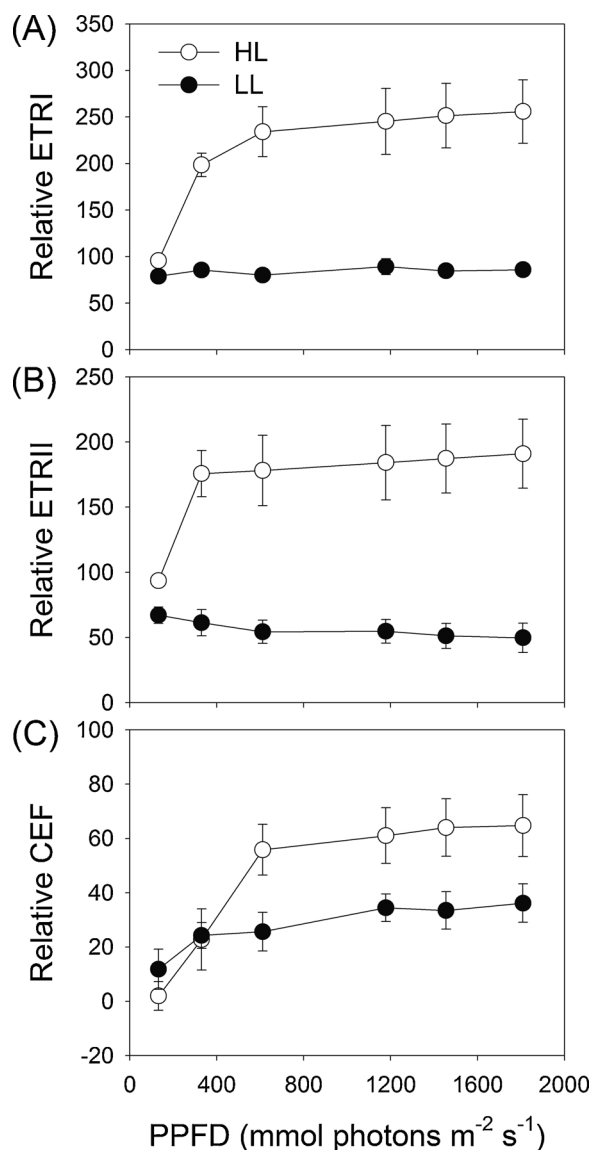 (A)
Relative ETRI
350
300
250
200
150
100
50
0
HL
LL
(B)
Relative ETRII
250
200
150
100
50
0
(C)
Relative CEF
100
80
60
40
20
0
-20
0 400 800 1200 1600 2000
PPFD (mmol photons m⁻² s⁻¹)